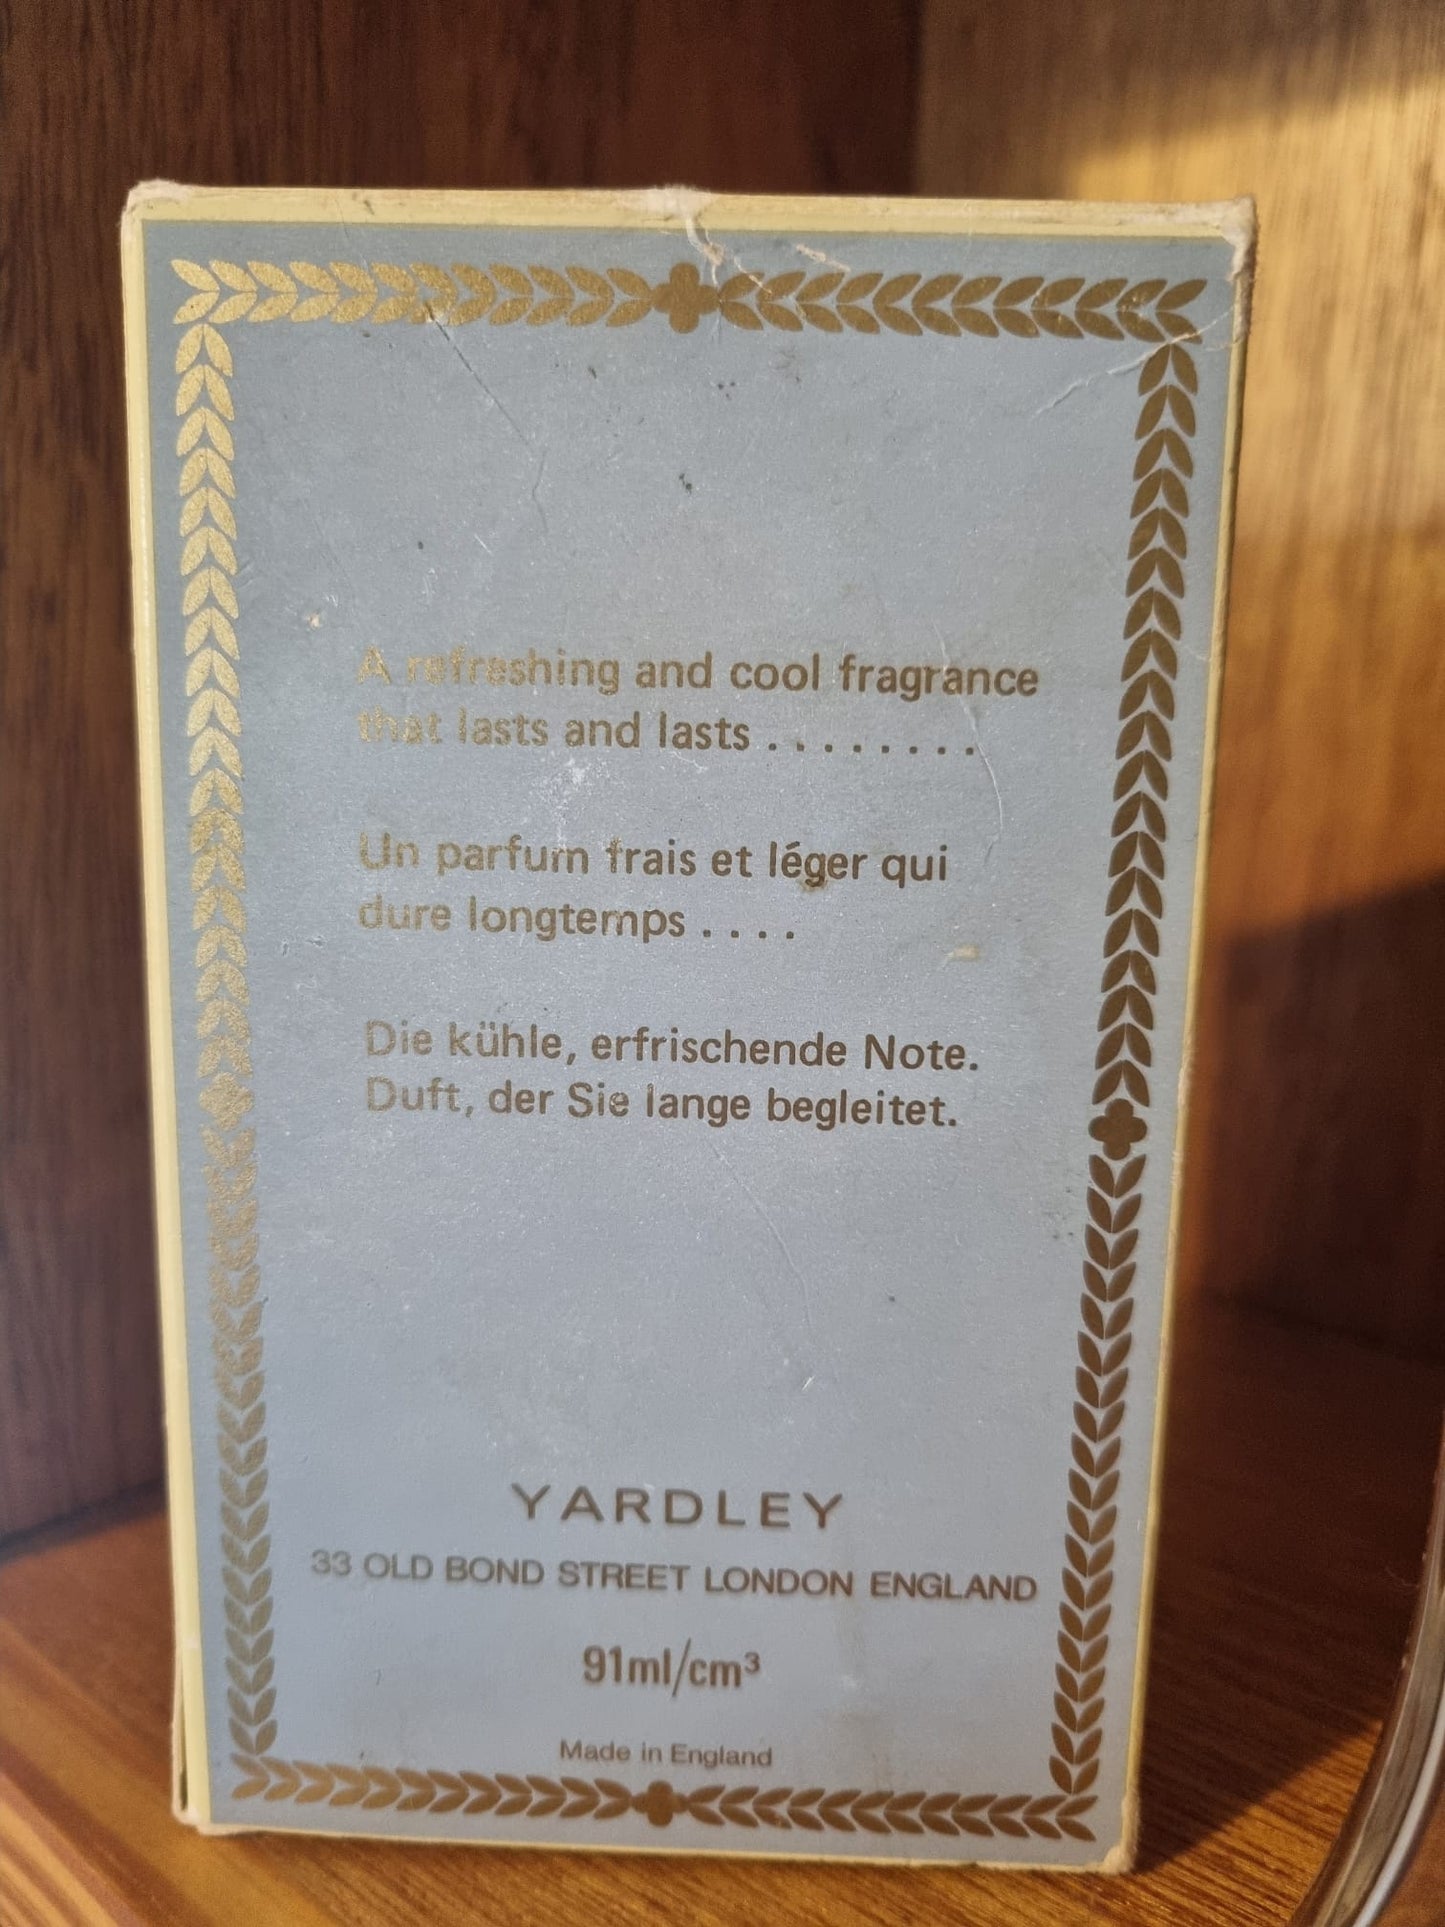 A refreshing and cool fragrance
that lasts and lasts ........
Un parfum frais et léger qui
dure longtemps ....
Die kühle, erfrischende Note.
Duft, der Sie lange begleitet.
YARDLEY
33 OLD BOND STREET LONDON ENGLAND
91ml/cm³
Made in England